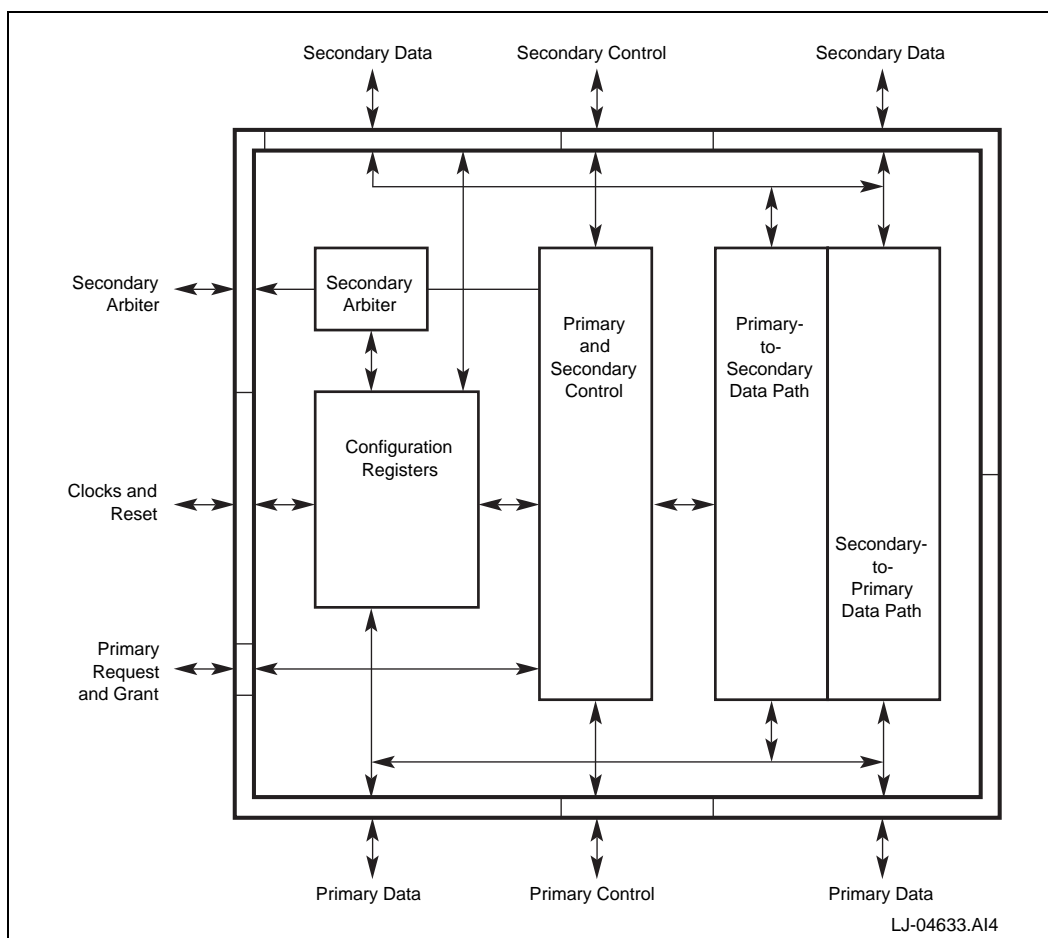 Secondary Data
Secondary Control
Secondary Data
Secondary
Arbiter
Secondary
Arbiter
Primary
and
Secondary
Control
Primary-
to-
Secondary
Data Path
Configuration
Registers
Clocks and
Reset
Secondary-
to-
Primary
Data Path
Primary
Request
and Grant
Primary Data
Primary Control
Primary Data
LJ-04633.AI4